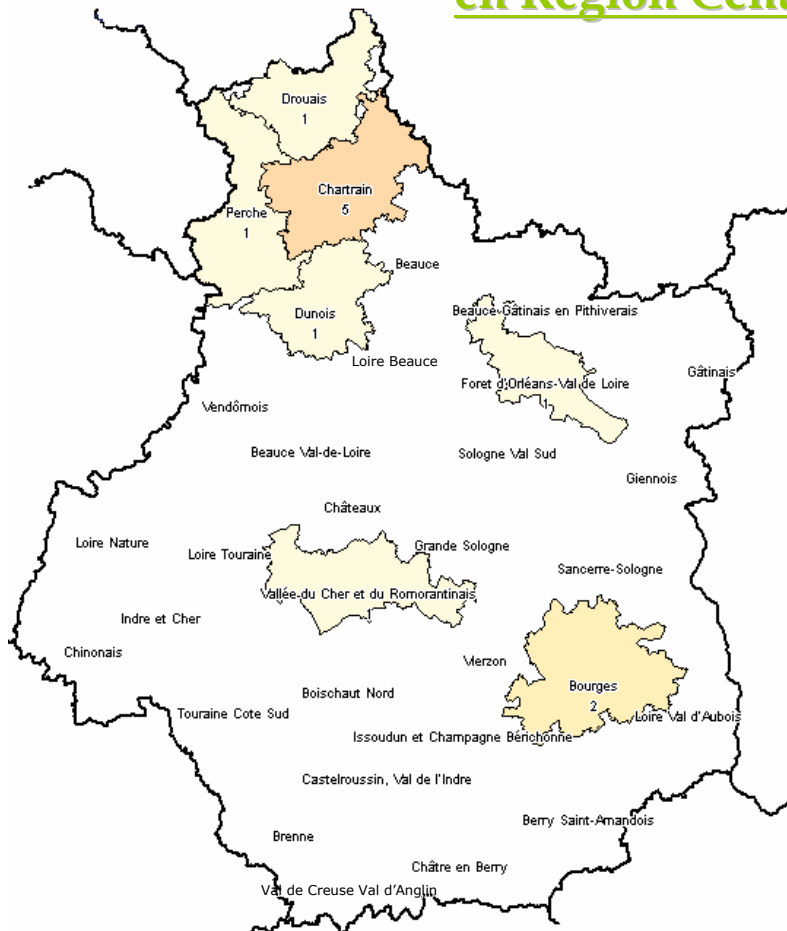 en Région Cent
Drouais
1
Chartrain
5
Perche
1
Beauce
Dunois
1
Beauce-Gâtinais en Pithiverais
Loire Beauce
Gâtinais
Foret d'Orléans-Val de Loire
1
Vendômois
Beauce Val-de-Loire
Sologne Val Sud
Giennois
Châteaux
Loire Nature
Loire Touraine
Grande Sologne
Sancerre-Sologne
Vallée du Cher et du Romorantinais
1
Indre et Cher
Chinonais
Vierzon
Bourges
2
Boischaut Nord
Touraine Cote Sud
Loire Val d'Aubois
Issoudun et Champagne Bérichonne
Castelroussin, Val de l'Indre
Berry Saint-Amandois
Brenne
Châtre en Berry
Val de Creuse Val d'Anglin